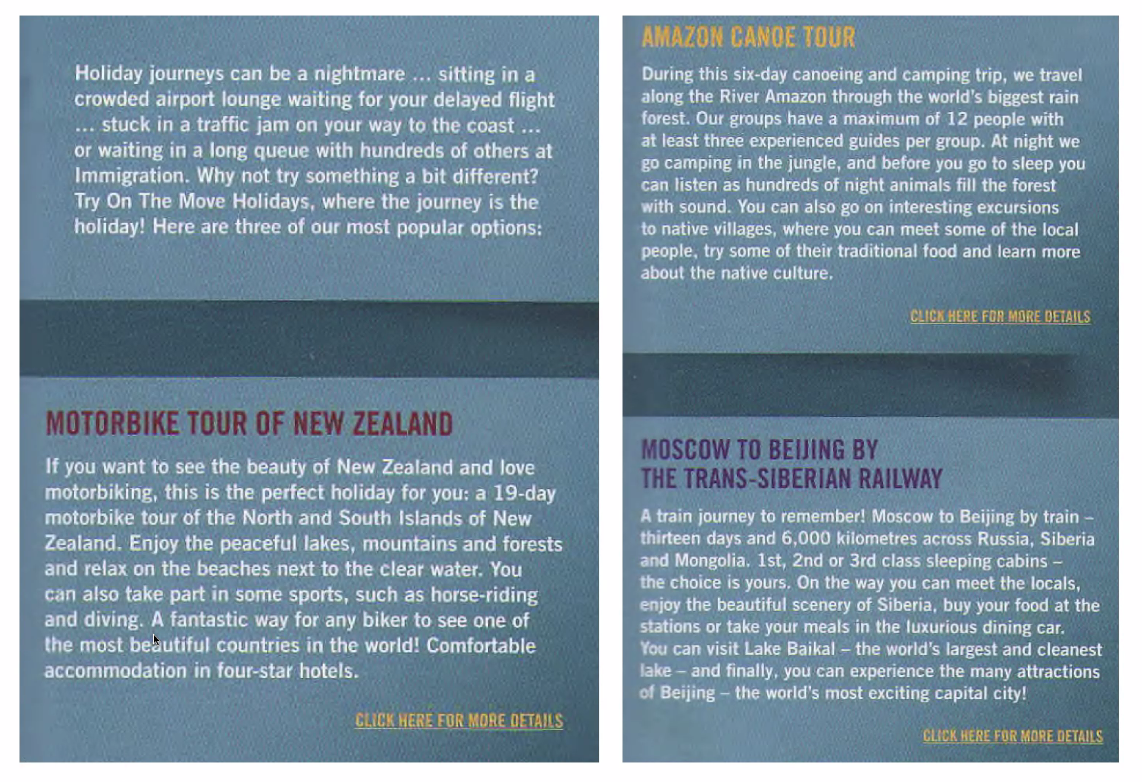 Holiday journeys can be a nightmare ... sitting in a
crowded airport lounge waiting for your delayed flight
... stuck in a traffic jam on your way to the coast ...
or waiting in a long queue with hundreds of others at
Immigration. Why not try something a bit different?
Try On The Move Holidays, where the journey is the
holiday! Here are three of our most popular options:
MOTORBIKE TOUR OF NEW ZEALAND
If you want to see the beauty of New Zealand and love
motorbiking, this is the perfect holiday for you: a 19-day
motorbike tour of the North and South Islands of New
Zealand. Enjoy the peaceful lakes, mountains and forests
and relax on the beaches next to the clear water. You
can also take part in some sports, such as horse-riding
and diving. A fantastic way for any biker to see one of
the most beautiful countries in the world! Comfortable
accommodation in four-star hotels.
CLICK HERE FOR MORE DETAILS
AMAZON CANOE TOUR
During this six-day canoeing and camping trip, we travel
along the River Amazon through the world's biggest rain
forest. Our groups have a maximum of 12 people with
at least three experienced guides per group. At night we
go camping in the jungle, and before you go to sleep you
can listen as hundreds of night animals fill the forest
with sound. You can also go on interesting excursions
to native villages, where you can meet some of the local
people, try some of their traditional food and learn more
about the native culture.
CLICK HERE FOR MORE DETAILS
MOSCOW TO BEIJING BY
THE TRANS-SIBERIAN RAILWAY
A train journey to remember! Moscow to Beijing by train –
thirteen days and 6,000 kilometres across Russia, Siberia
and Mongolia. 1st, 2nd or 3rd class sleeping cabins –
the choice is yours. On the way you can meet the locals,
enjoy the beautiful scenery of Siberia, buy your food at the
stations or take your meals in the luxurious dining car.
You can visit Lake Baikal – the world's largest and cleanest
lake – and finally, you can experience the many attractions
of Beijing – the world's most exciting capital city!
CLICK HERE FOR MORE DETAILS